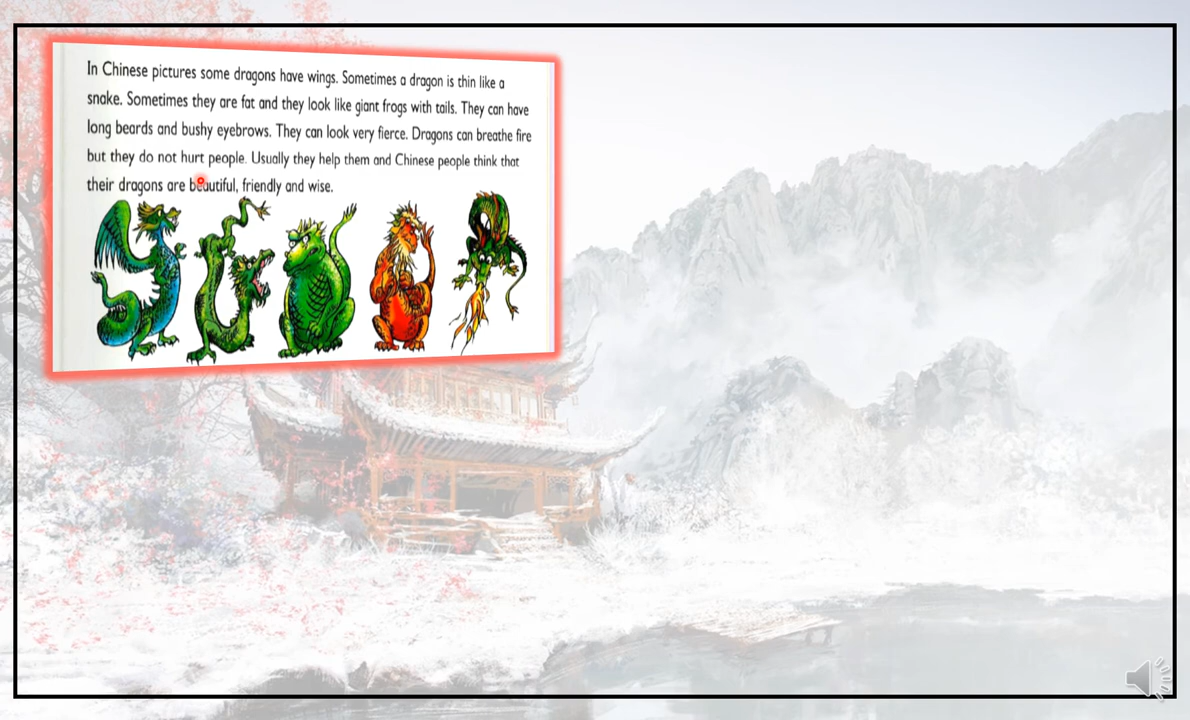 In Chinese pictures some dragons have wings. Sometimes a dragon is thin like a
snake. Sometimes they are fat and they look like giant frogs with tails. They can have
long beards and bushy eyebrows. They can look very fierce. Dragons can breathe fire
but they do not hurt people. Usually they help them and Chinese people think that
their dragons are beautiful, friendly and wise.